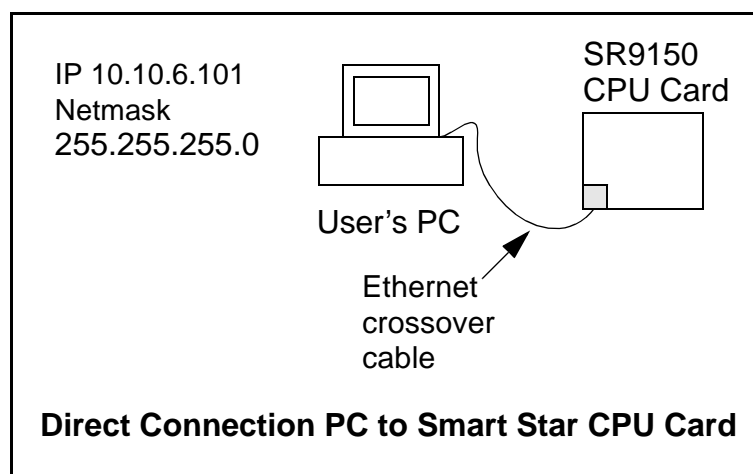 IP 10.10.6.101
Netmask
255.255.255.0
SR9150
CPU Card
User's PC
Ethernet
crossover
cable
Direct Connection PC to Smart Star CPU Card